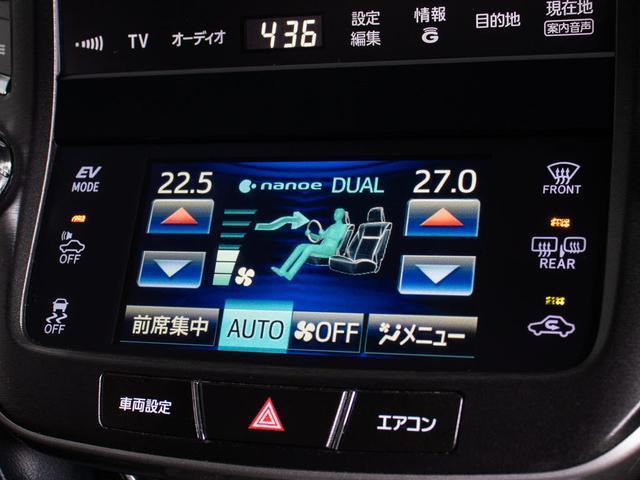 TV オーディオ 4:36 設定 編集 情報 G 目的地 現在地 案内音声
EV MODE 22.5 nanoe DUAL 27.0 FRONT
OFF REAR
OFF 前席集中 AUTO OFF メニュー
車両設定 エアコン